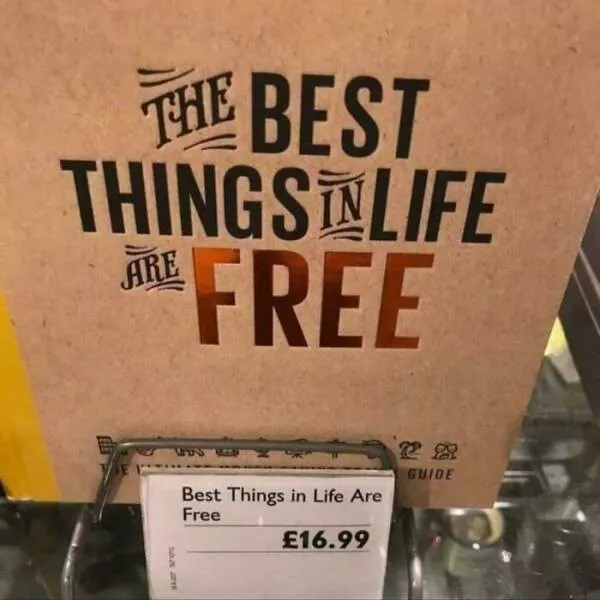 THE BEST
THINGS IN LIFE
ARE FREE
GUIDE
Best Things in Life Are
Free
£16.99